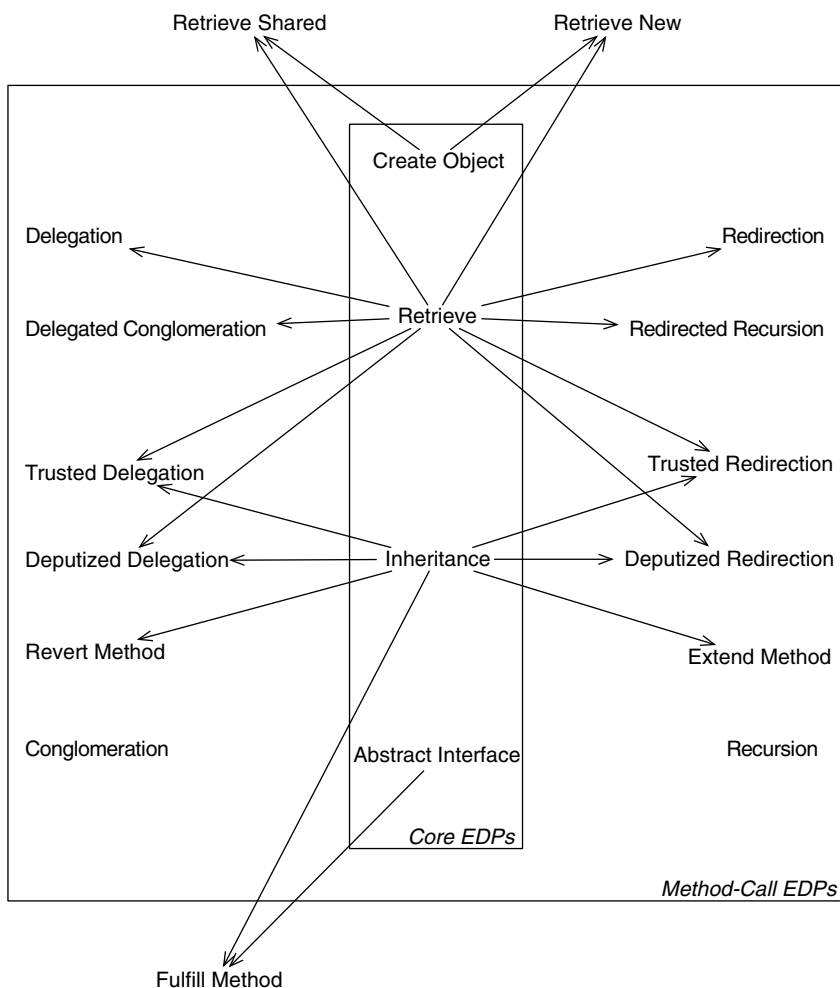 Retrieve Shared
Retrieve New
Create Object
Delegation
Redirection
Retrieve
Delegated Conglomeration
Redirected Recursion
Trusted Delegation
Trusted Redirection
Deputized Delegation
Inheritance
Deputized Redirection
Revert Method
Extend Method
Conglomeration
Abstract Interface
Recursion
Core EDPs
Method-Call EDPs
Fulfill Method